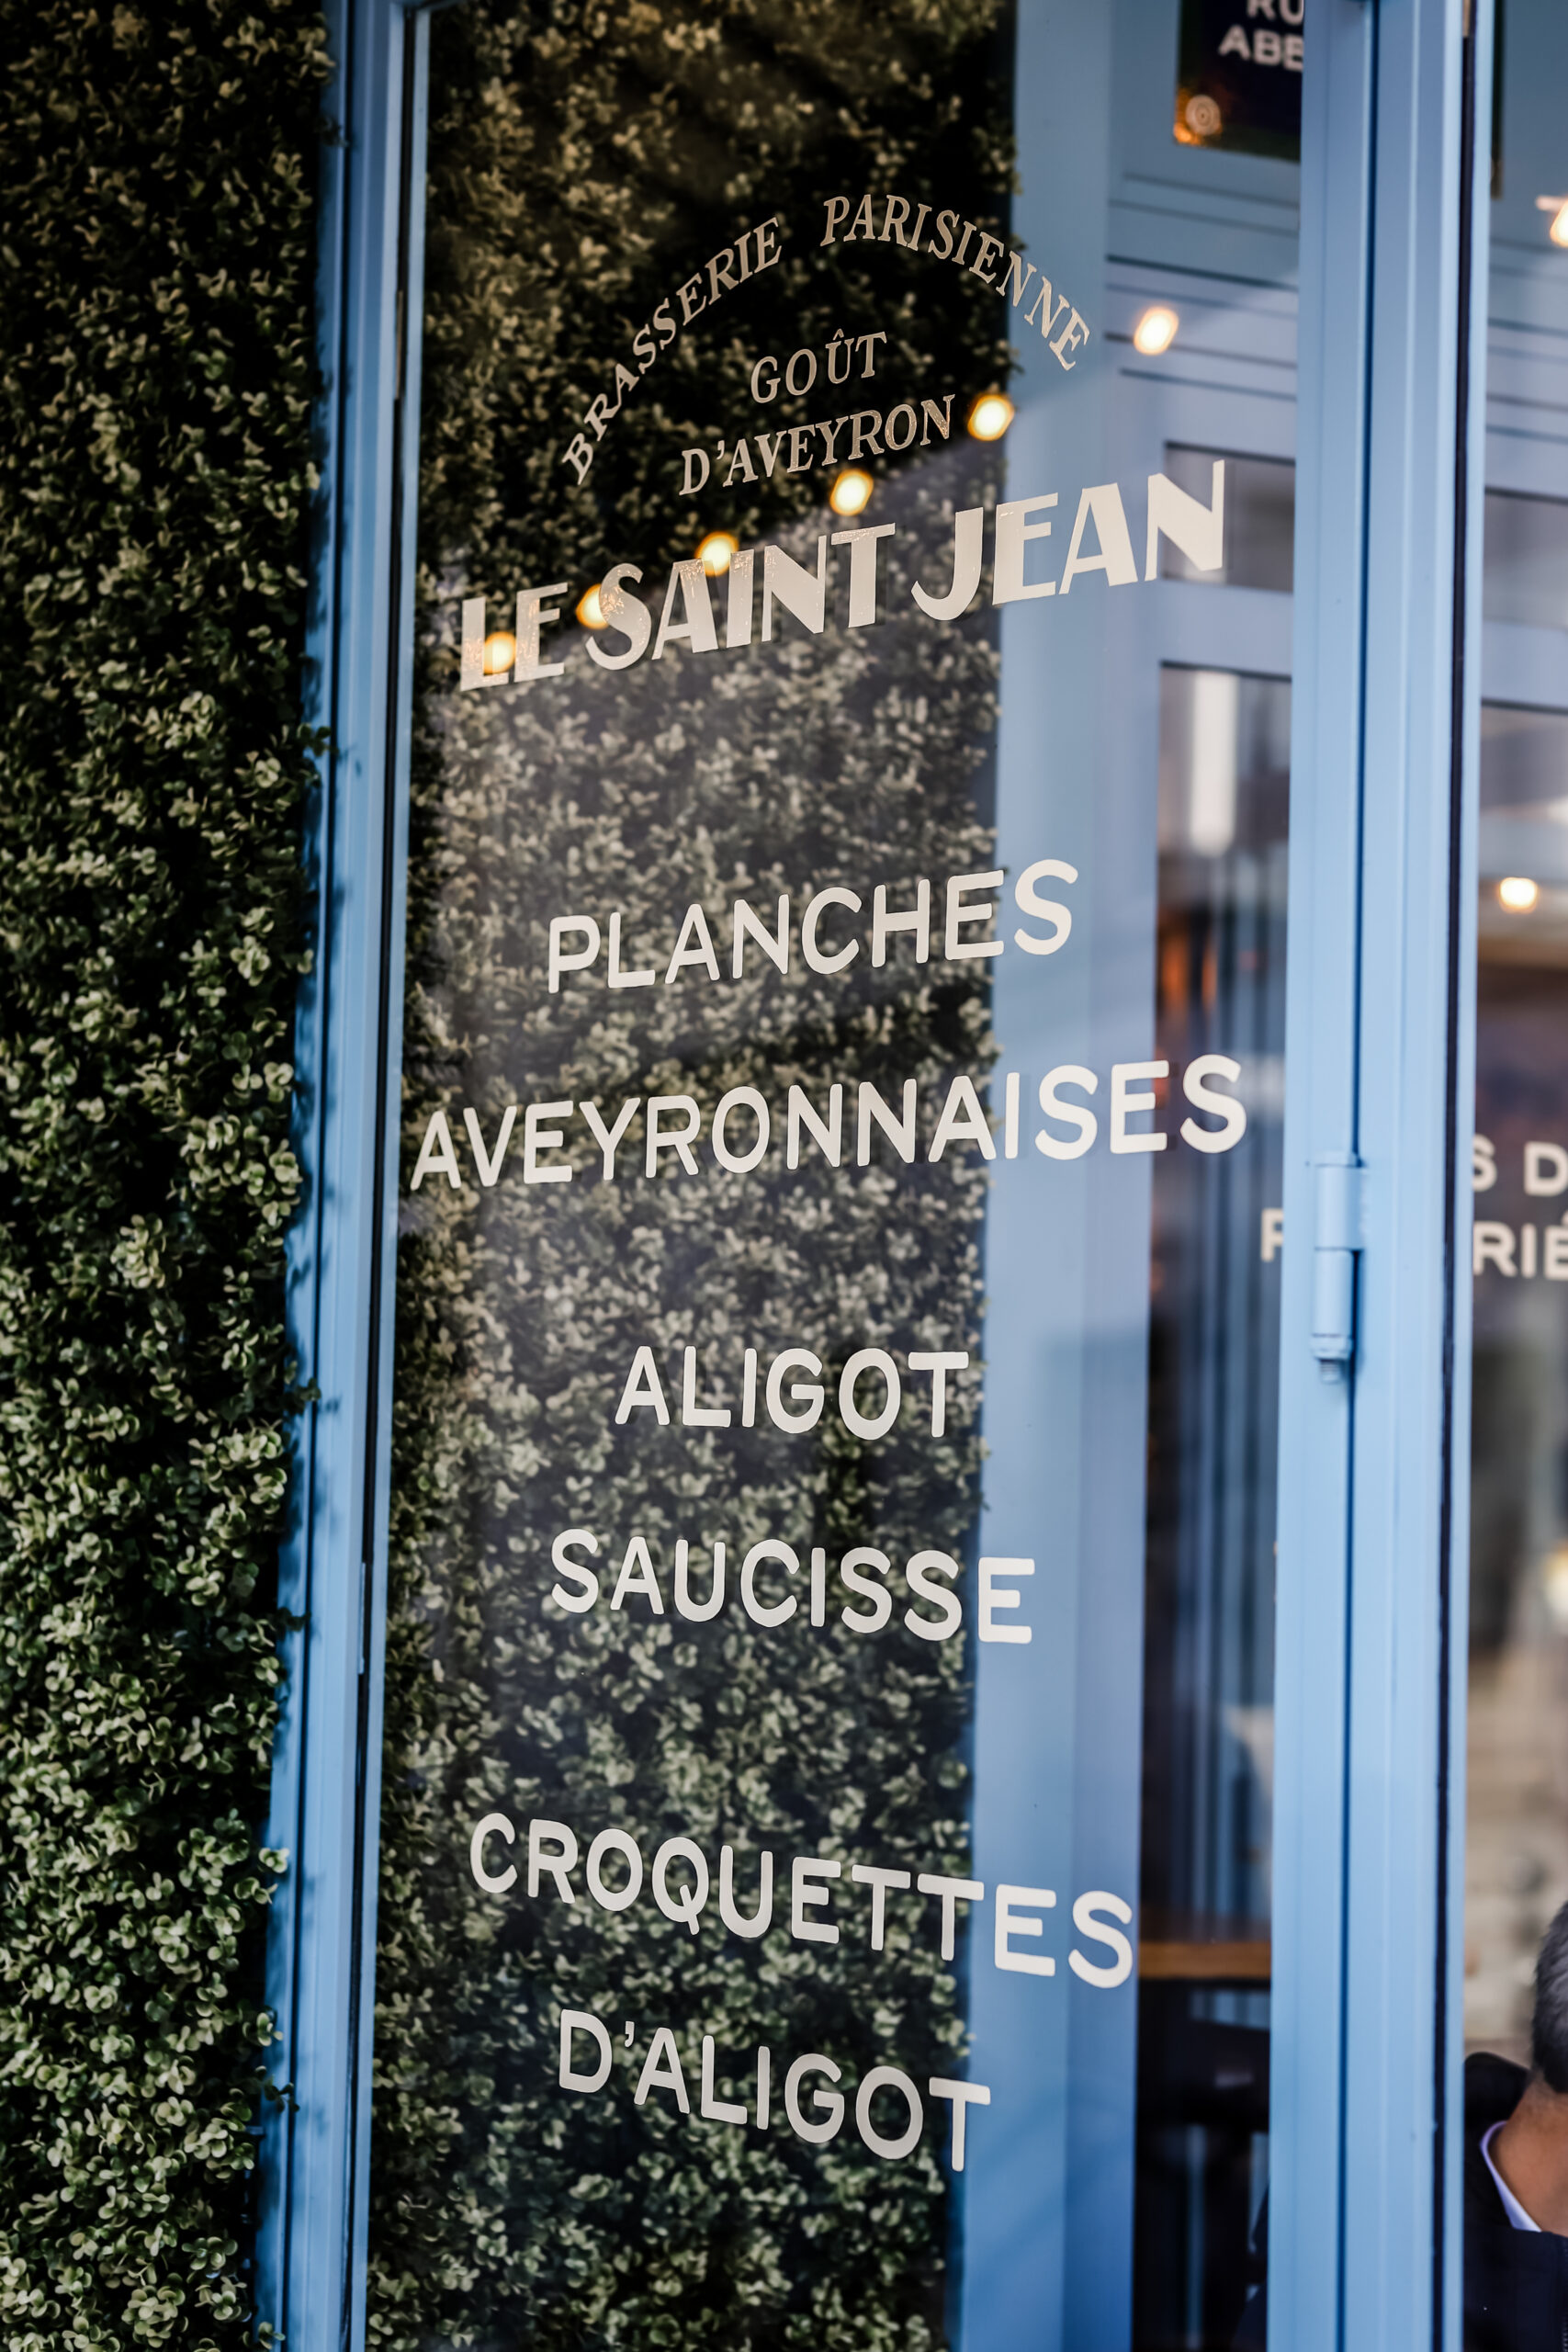 BRASSERIE PARISIENNE
GOÛT
D'AVEYRON
LE SAINT JEAN
PLANCHES
AVEYRONNAISES
ALIGOT
SAUCISSE
CROQUETTES
D'ALIGOT